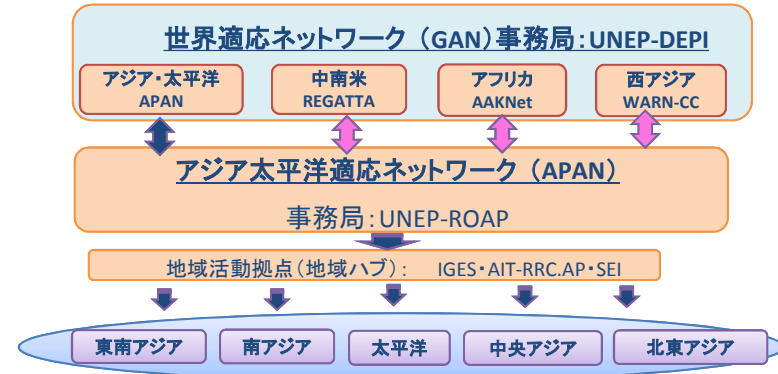 世界適応ネットワーク（GAN）事務局：UNEP-DEPI
アジア・太平洋
APAN
中南米
REGATTA
アフリカ
AAKNet
西アジア
WARN-CC
アジア太平洋適応ネットワーク（APAN）
事務局：UNEP-ROAP
地域活動拠点（地域ハブ）： IGES・AIT-RRC.AP・SEI
東南アジア
南アジア
太平洋
中央アジア
北東アジア